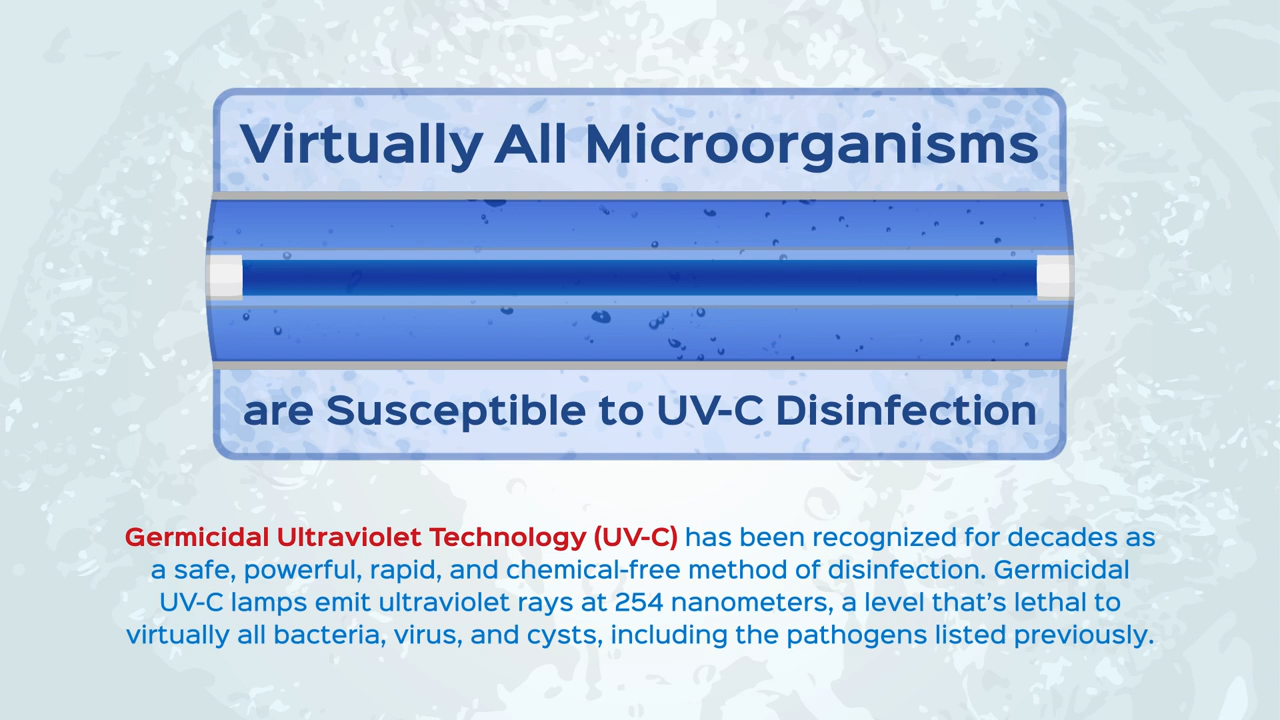 Virtually All Microorganisms
are Susceptible to UV-C Disinfection
Germicidal Ultraviolet Technology (UV-C) has been recognized for decades as
a safe, powerful, rapid, and chemical-free method of disinfection. Germicidal
UV-C lamps emit ultraviolet rays at 254 nanometers, a level that's lethal to
virtually all bacteria, virus, and cysts, including the pathogens listed previously.